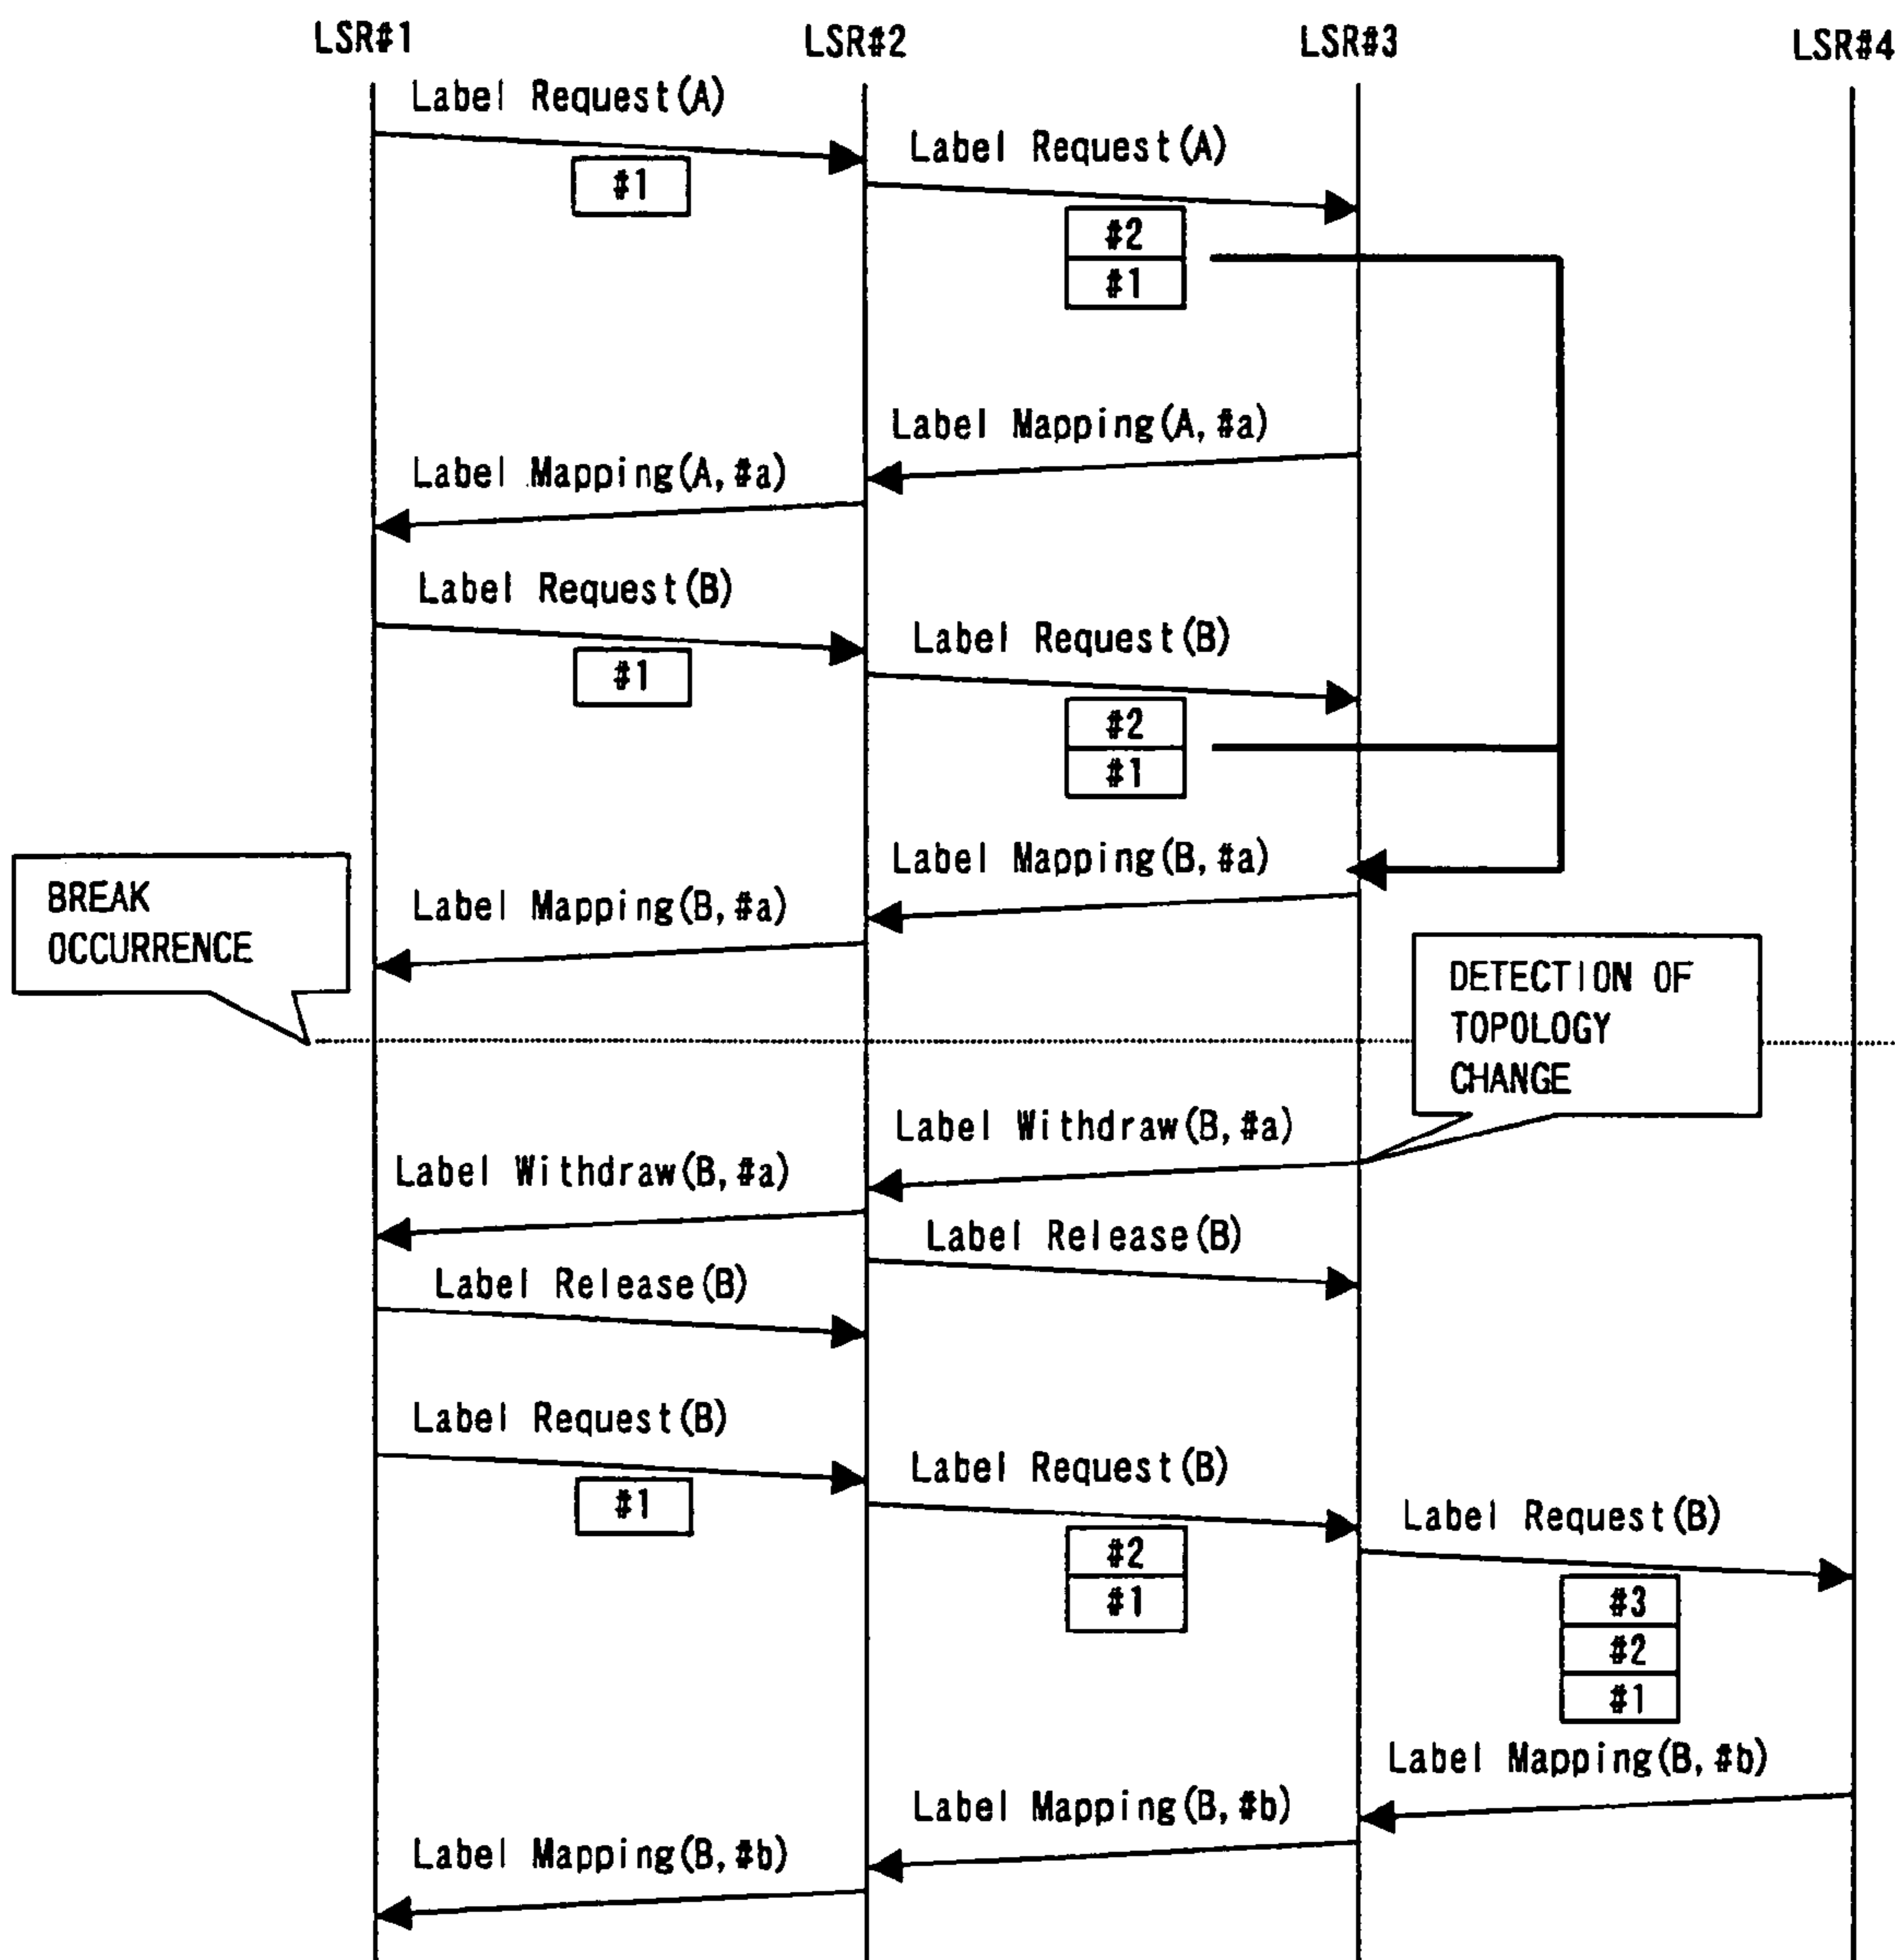 LSR#1
LSR#2
LSR#3
LSR#4
Label Request(A)
#1
Label Request(A)
#2
#1
Label Mapping(A,#a)
Label Mapping(A,#a)
Label Request(B)
#1
Label Request(B)
#2
#1
Label Mapping(B,#a)
Label Mapping(B,#a)
BREAK
OCCURRENCE
DETECTION OF
TOPOLOGY
CHANGE
Label Withdraw(B,#a)
Label Withdraw(B,#a)
Label Release(B)
Label Release(B)
Label Request(B)
#1
Label Request(B)
#2
#1
Label Request(B)
#3
#2
#1
Label Mapping(B,#b)
Label Mapping(B,#b)
Label Mapping(B,#b)